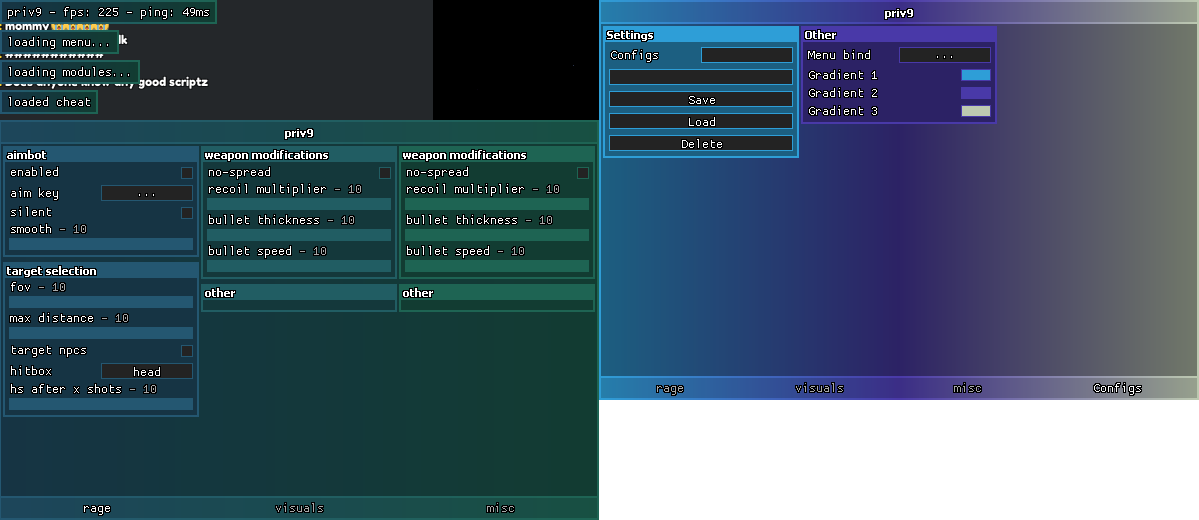 priv9 - fps: 225 - ping: 49ms
mommy
loading menu...
lk
loading modules...
Does anyone know any good scriptz
loaded cheat
priv9
aimbot
enabled
aim key ...
silent
smooth - 10
target selection
fov - 10
max distance - 10
target npcs
hitbox head
hs after x shots - 10
weapon modifications
no-spread
recoil multiplier - 10
bullet thickness - 10
bullet speed - 10
other
weapon modifications
no-spread
recoil multiplier - 10
bullet thickness - 10
bullet speed - 10
other
rage visuals misc
priv9
Settings
Configs
Save
Load
Delete
Other
Menu bind ...
Gradient 1
Gradient 2
Gradient 3
rage visuals misc Configs